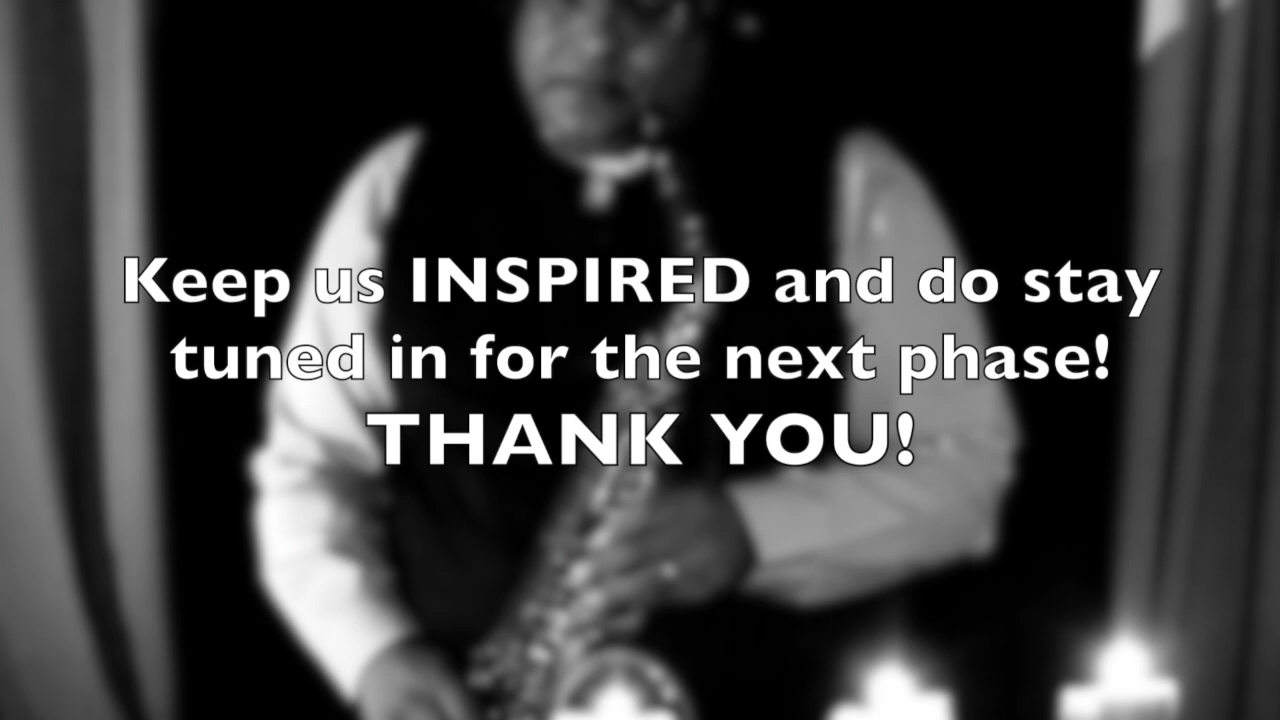 Keep us INSPIRED and do stay
tuned in for the next phase!
THANK YOU!